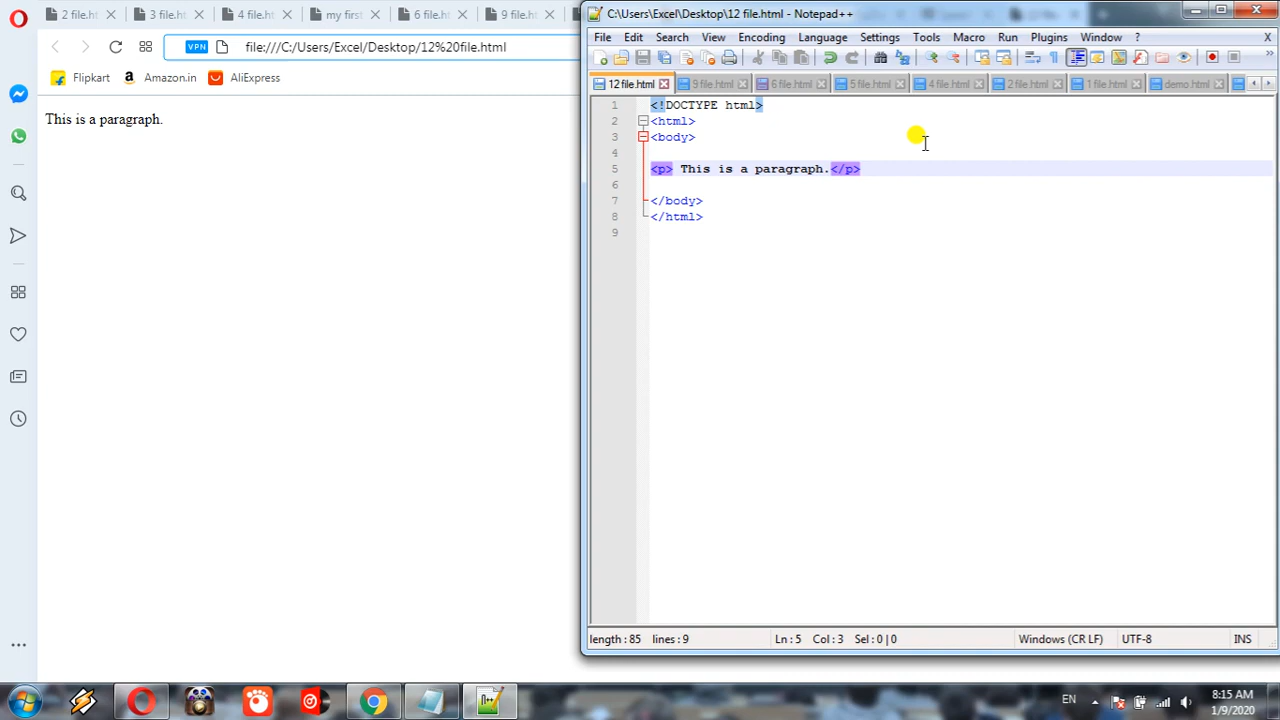 2 file.ht
3 file.ht
4 file.ht
my first
6 file.ht
9 file.ht
VPN
file:///C:/Users/Excel/Desktop/12%20file.html
Flipkart
Amazon.in
AliExpress
This is a paragraph.
C:\Users\Excel\Desktop\12 file.html - Notepad++
File Edit Search View Encoding Language Settings Tools Macro Run Plugins Window ? X
12 file.html
9 file.html
6 file.html
5 file.html
4 file.html
2 file.html
1 file.html
demo.html
1 <!DOCTYPE html>
2 <html>
3 <body>
4
5 <p> This is a paragraph.</p>
6
7 </body>
8 </html>
9
length : 85 lines : 9 Ln : 5 Col : 3 Sel : 0 | 0 Windows (CR LF) UTF-8 INS
EN
8:15 AM
1/9/2020